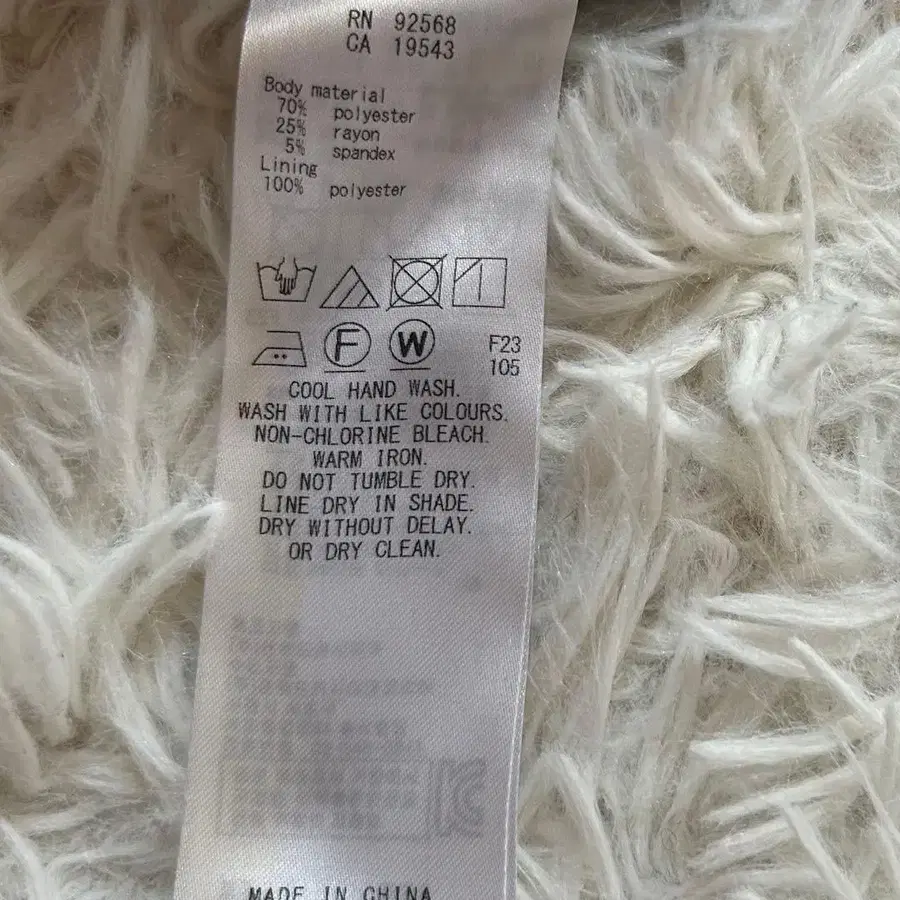 RN 92568
CA 19543
Body material
70% polyester
25% rayon
5% spandex
Lining
100% polyester
F W F23
105
COOL HAND WASH.
WASH WITH LIKE COLOURS.
NON-CHLORINE BLEACH.
WARM IRON.
DO NOT TUMBLE DRY.
LINE DRY IN SHADE.
DRY WITHOUT DELAY.
OR DRY CLEAN.
MADE IN CHINA